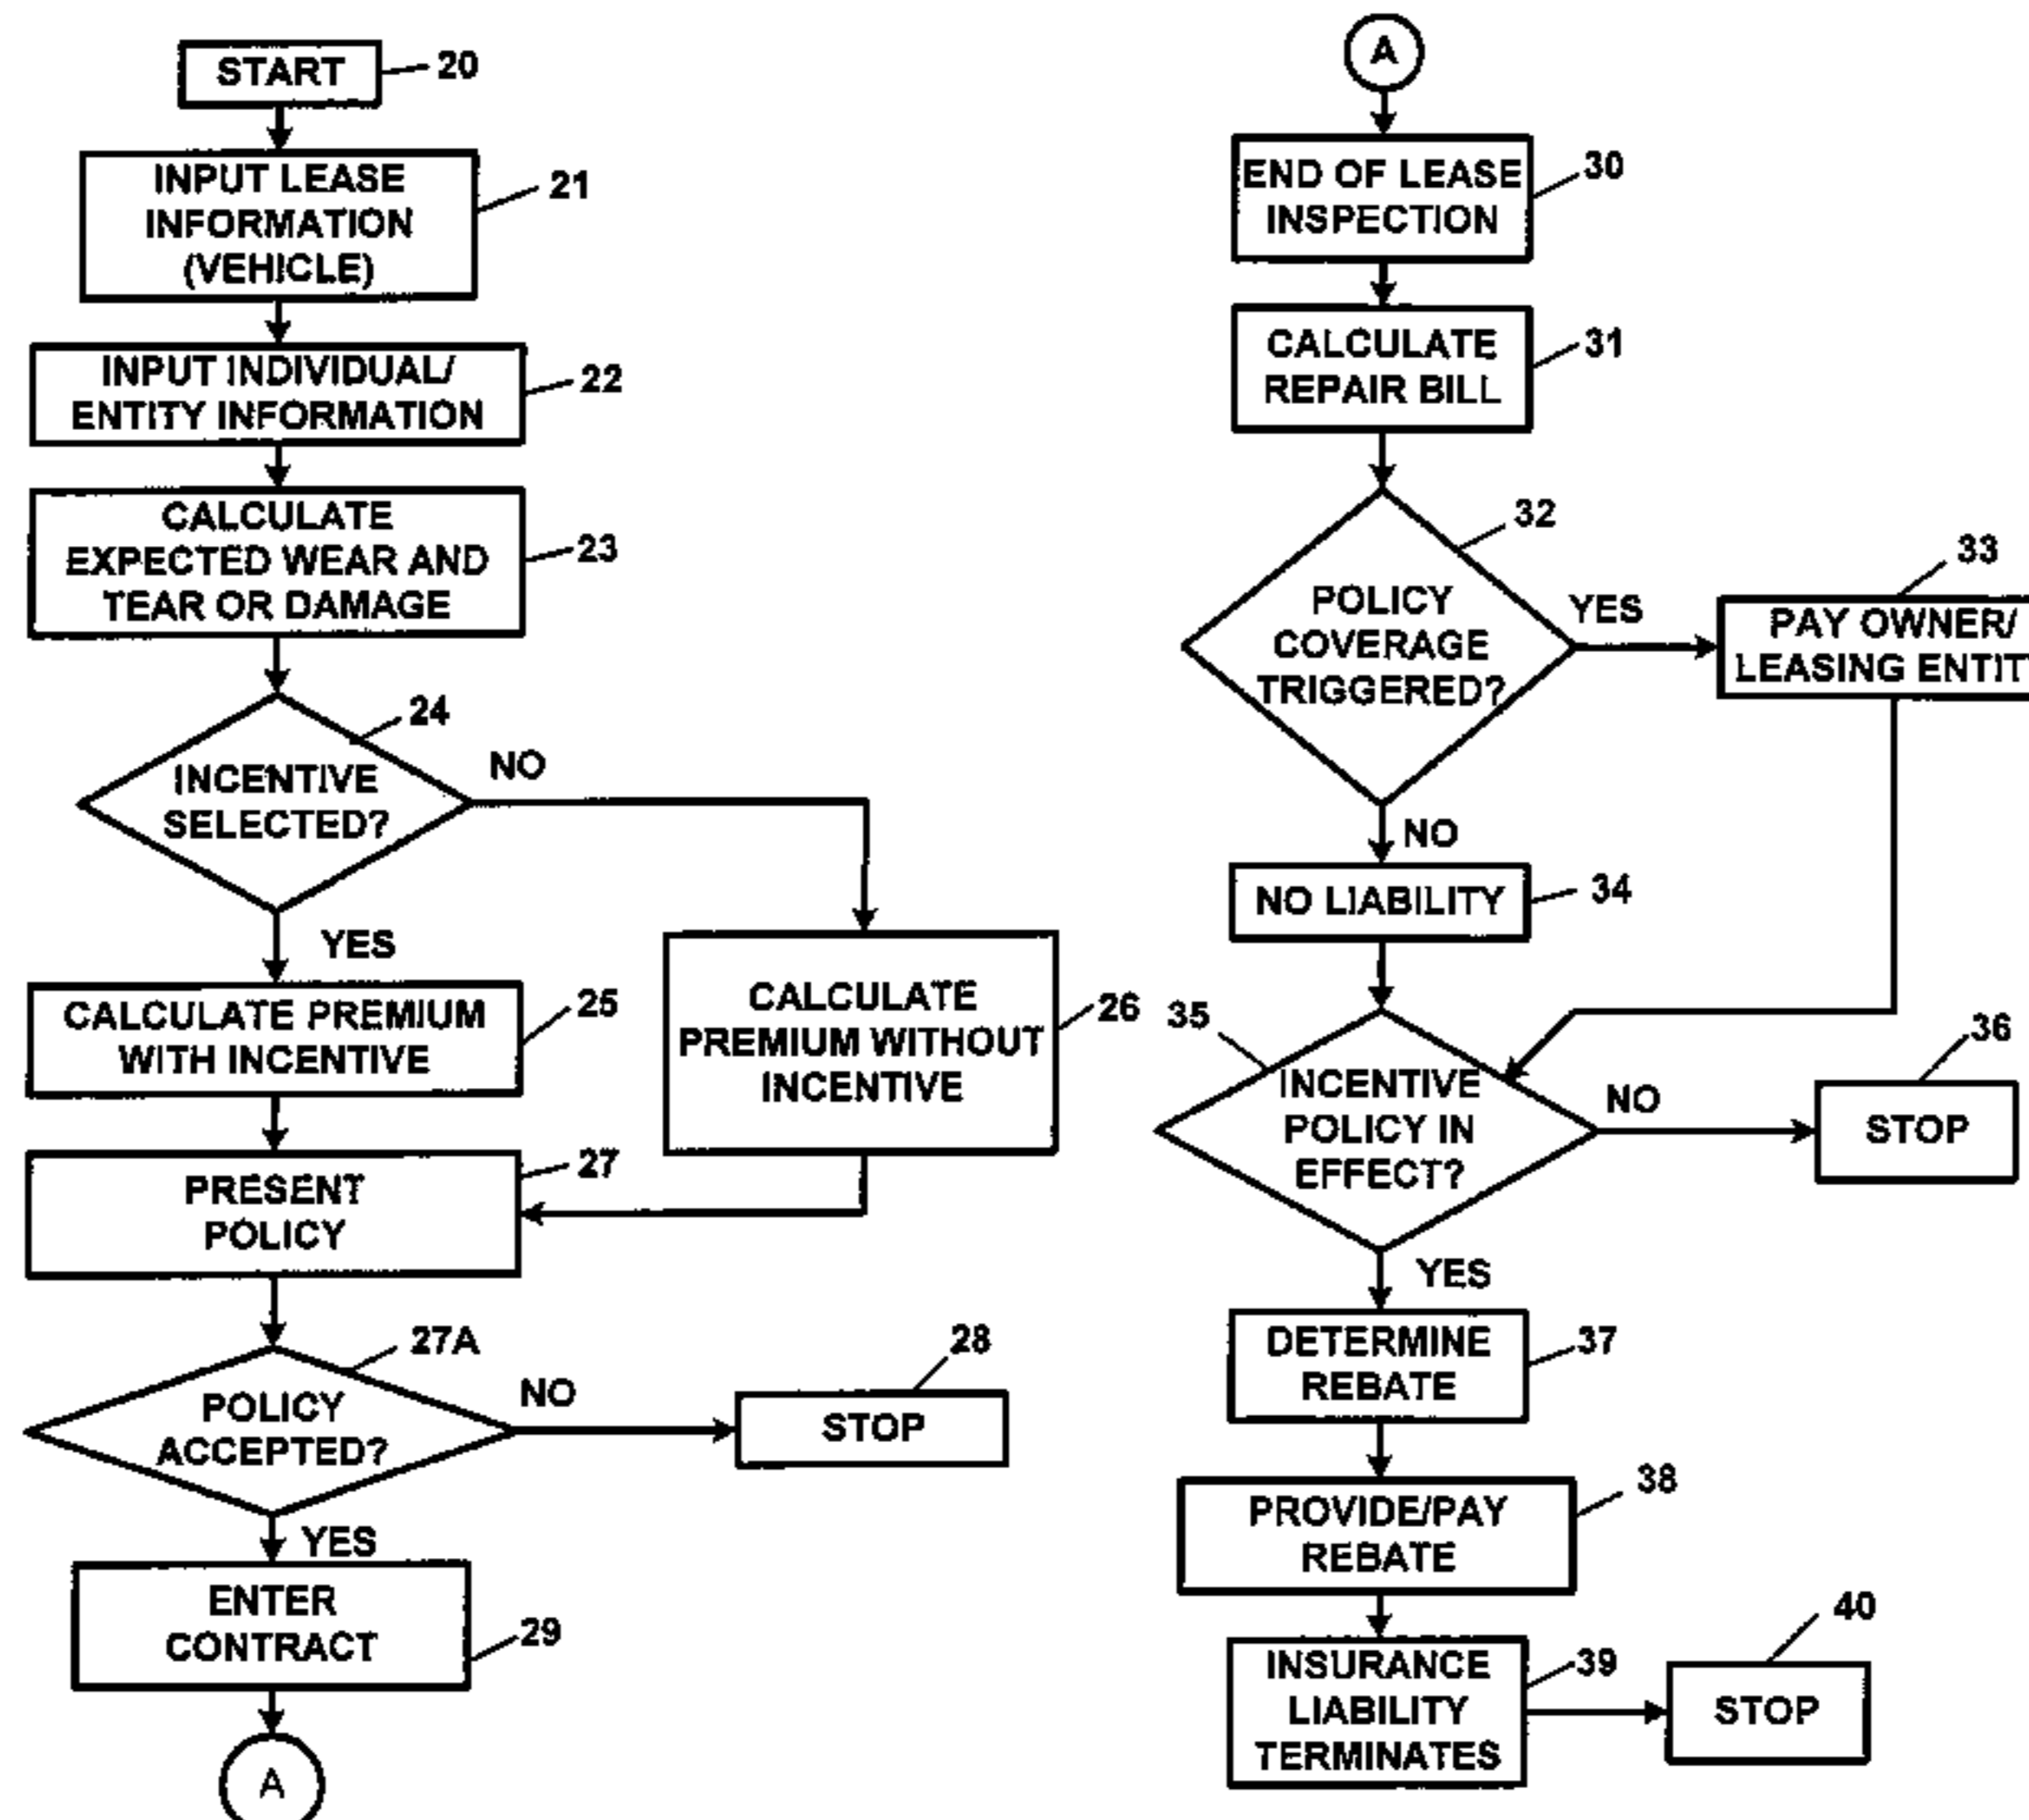 START
20
INPUT LEASE
INFORMATION
(VEHICLE)
21
INPUT INDIVIDUAL/
ENTITY INFORMATION
22
CALCULATE
EXPECTED WEAR AND
TEAR OR DAMAGE
23
24
INCENTIVE
SELECTED?
NO
YES
CALCULATE PREMIUM
WITH INCENTIVE
25
CALCULATE
PREMIUM WITHOUT
INCENTIVE
26
PRESENT
POLICY
27
27A
POLICY
ACCEPTED?
NO
28
STOP
YES
ENTER
CONTRACT
29
A
A
END OF LEASE
INSPECTION
30
CALCULATE
REPAIR BILL
31
32
POLICY
COVERAGE
TRIGGERED?
YES
33
PAY OWNER/
LEASING ENTIT
NO
NO LIABILITY
34
35
INCENTIVE
POLICY IN
EFFECT?
NO
36
STOP
YES
DETERMINE
REBATE
37
PROVIDE/PAY
REBATE
38
INSURANCE
LIABILITY
TERMINATES
39
40
STOP